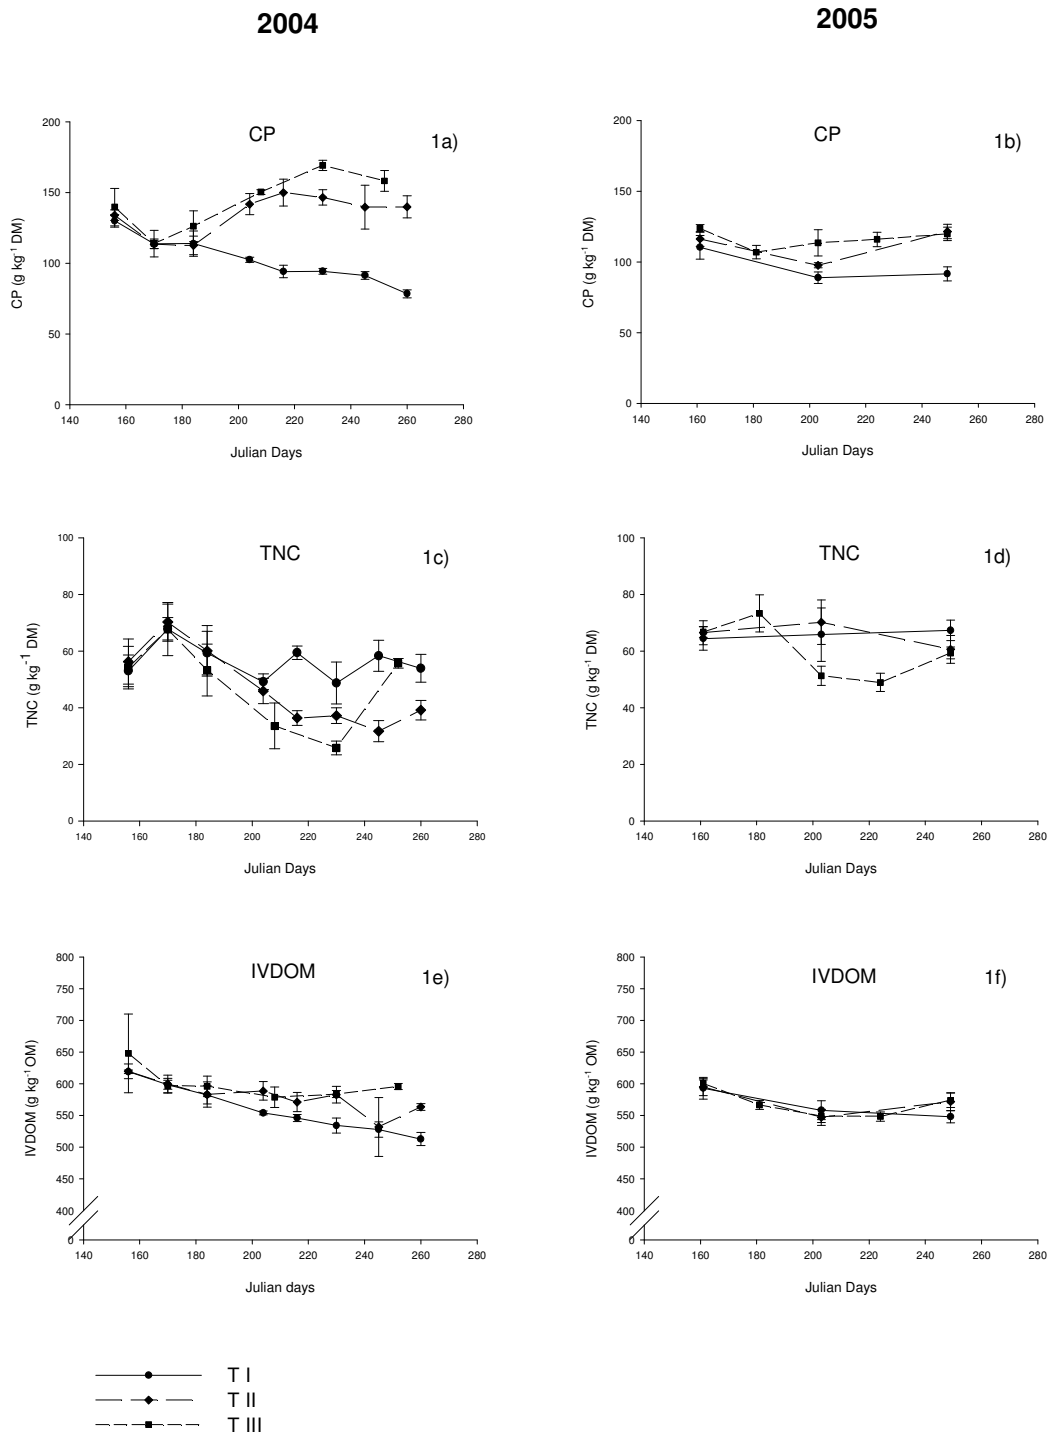 2004
2005
CP
1a)
200
150
100
50
0
CP (g kg⁻¹ DM)
140 160 180 200 220 240 260 280
Julian Days
CP
1b)
200
150
100
50
0
CP (g kg⁻¹ DM)
140 160 180 200 220 240 260 280
Julian Days
TNC
1c)
100
80
60
40
20
0
TNC (g kg⁻¹ DM)
140 160 180 200 220 240 260 280
Julian Days
TNC
1d)
100
80
60
40
20
0
TNC (g kg⁻¹ DM)
140 160 180 200 220 240 260 280
Julian Days
IVDOM
1e)
800
750
700
650
600
550
500
450
400
0
IVDOM (g kg⁻¹ OM)
140 160 180 200 220 240 260 280
Julian days
IVDOM
1f)
800
750
700
650
600
550
500
450
400
0
IVDOM (g kg⁻¹ OM)
140 160 180 200 220 240 260 280
Julian Days
T I
T II
T III